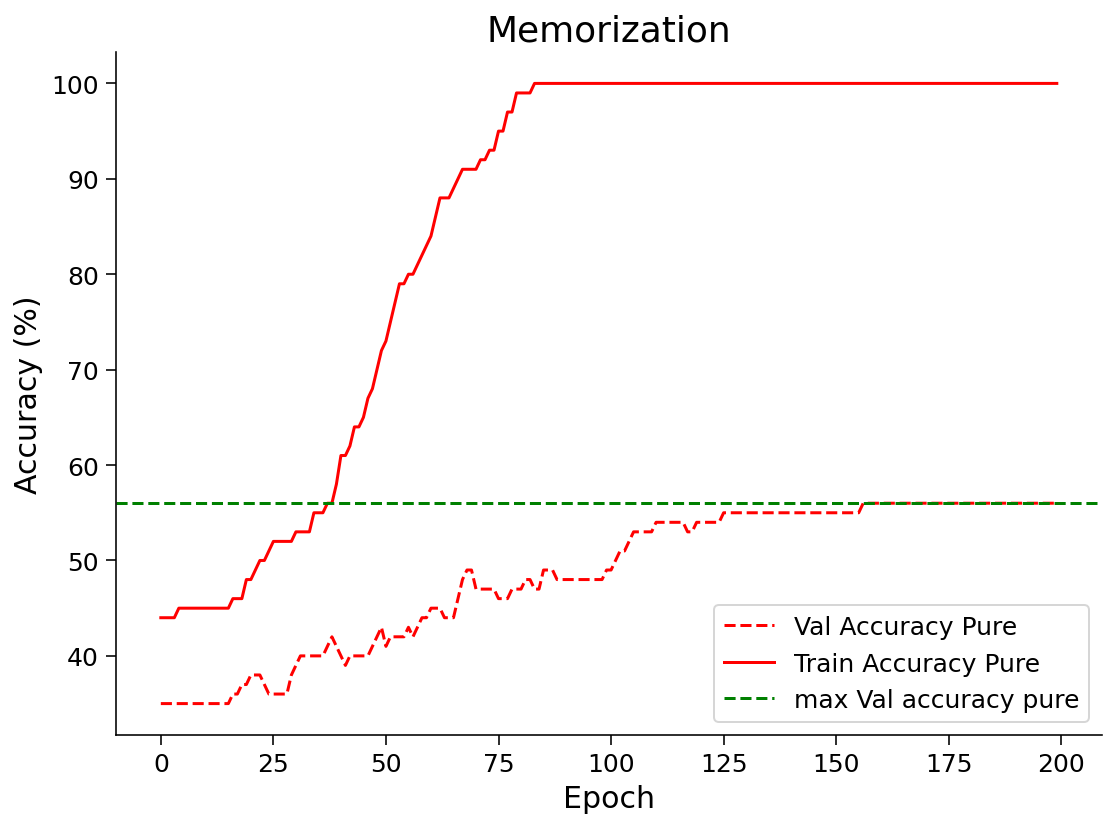 Memorization
Accuracy (%)
100
90
80
70
60
50
40
Val Accuracy Pure
Train Accuracy Pure
max Val accuracy pure
0 25 50 75 100 125 150 175 200
Epoch